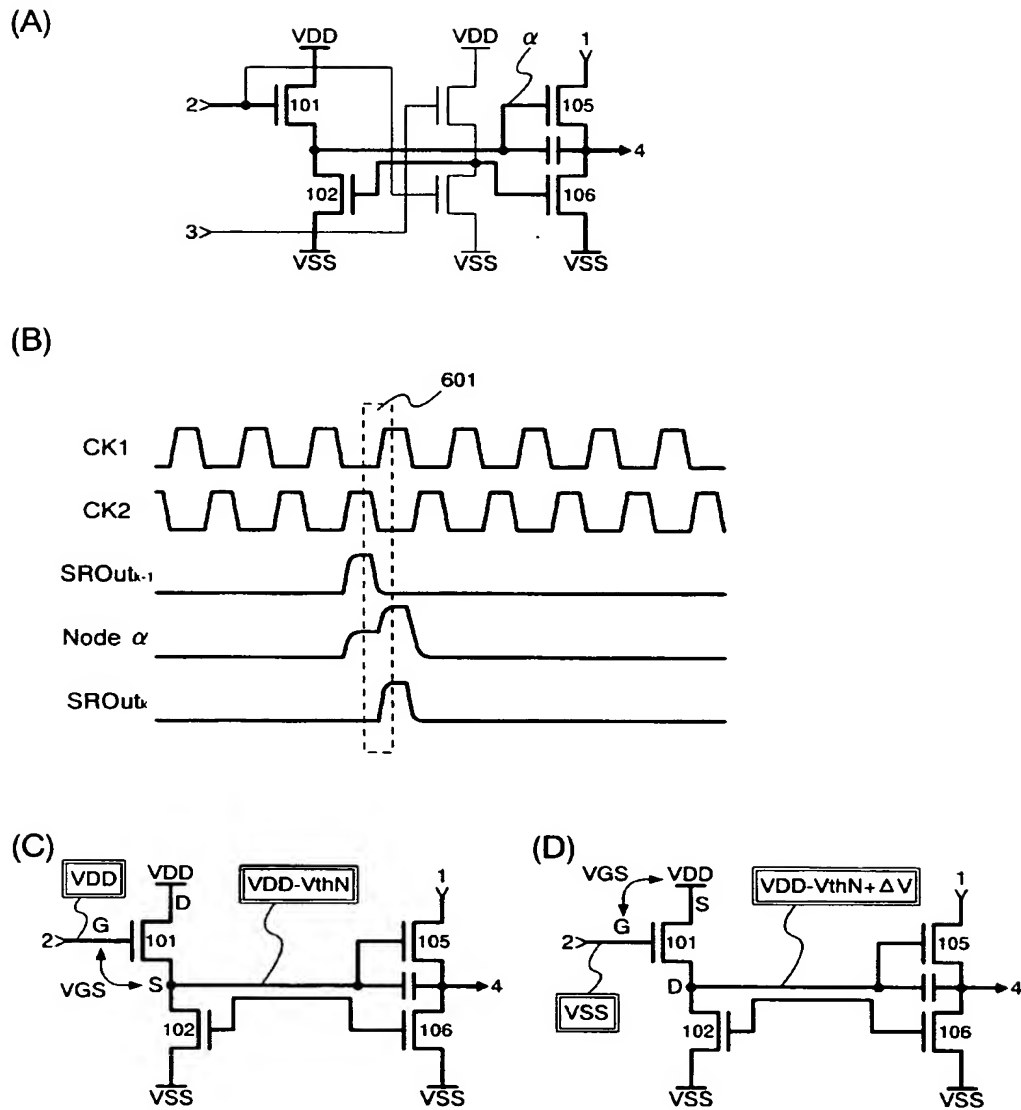 (A)
VDD VDD α 1
2 101 105
4
102 106
3
VSS VSS VSS
(B)
601
CK1
CK2
SROutk-1
Node α
SROutk
(C)
VDD VDD VDD-VthN 1
D
G
2 101 105
VGS S 4
102 106
VSS VSS
(D)
VGS VDD VDD-VthN+ΔV 1
S
G
2 101 105
D 4
VSS 102 106
VSS VSS